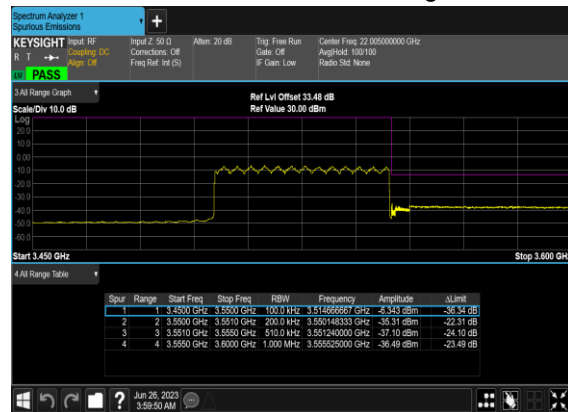 Spectrum Analyzer 1
Spurious Emissions
KEYSIGHT Input: RF Input Z: 50 Ω Atten: 20 dB Trig: Free Run Center Freq: 22.005000000 GHz
R T Coupling: DC Corrections: Off Gate: Off Avg|Hold: 100/100
Align: Off Freq Ref: Int (S) IF Gain: Low Radio Std: None
LW PASS
3 All Range Graph
Ref Lvl Offset 33.48 dB
Scale/Div 10.0 dB Ref Value 30.00 dBm
Log
20.0
10.0
0.00
-10.0
-20.0
-30.0
-40.0
-50.0
-60.0
Start 3.450 GHz Stop 3.600 GHz
4 All Range Table
Spur Range Start Freq Stop Freq RBW Frequency Amplitude ΔLimit
1 1 3.4500 GHz 3.5500 GHz 100.0 kHz 3.514666667 GHz -6.343 dBm -36.34 dB
2 2 3.5500 GHz 3.5510 GHz 200.0 kHz 3.550148333 GHz -35.31 dBm -22.31 dB
3 3 3.5510 GHz 3.5550 GHz 510.0 kHz 3.551240000 GHz -37.10 dBm -24.10 dB
4 4 3.5550 GHz 3.6000 GHz 1.000 MHz 3.555525000 GHz -36.49 dBm -23.49 dB
? Jun 26, 2023
3:59:50 AM